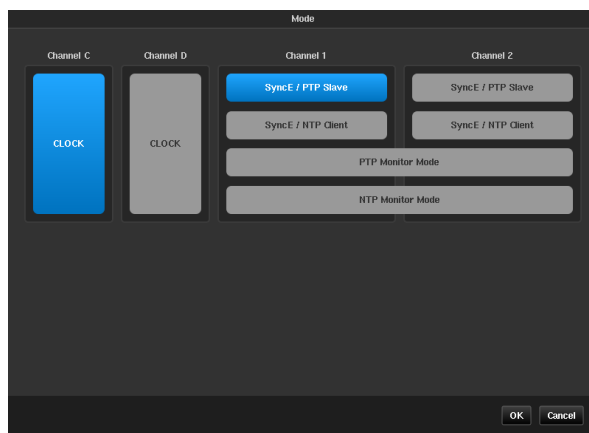 Mode
Channel C
Channel D
Channel 1
Channel 2
CLOCK
CLOCK
SyncE / PTP Slave
SyncE / PTP Slave
SyncE / NTP Client
SyncE / NTP Client
PTP Monitor Mode
NTP Monitor Mode
OK
Cancel